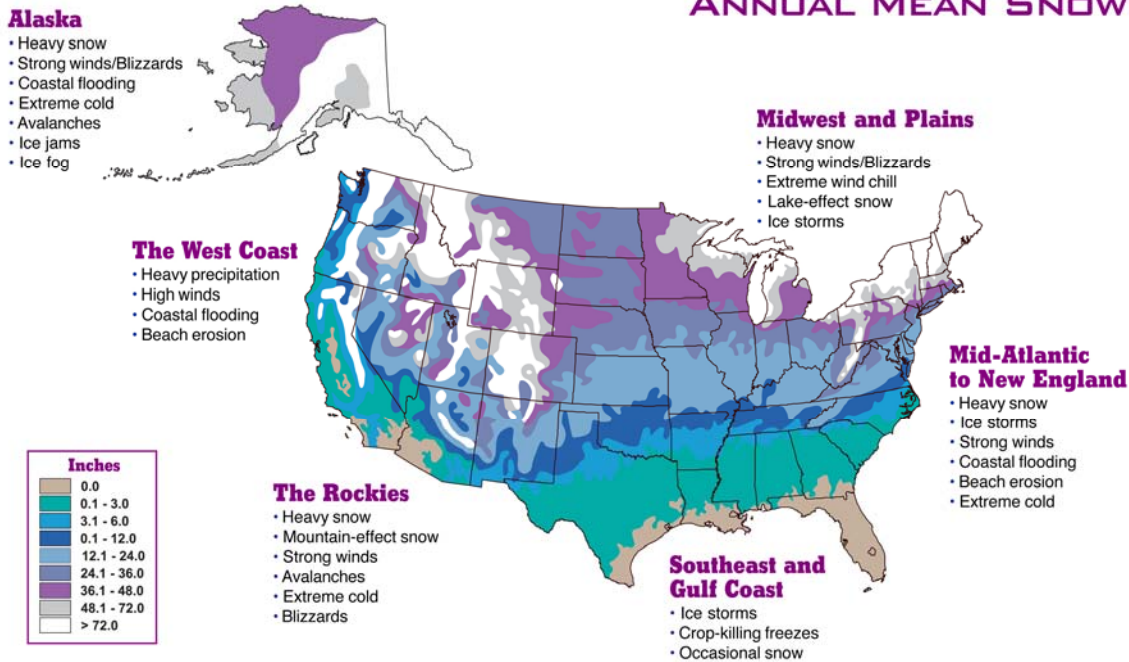 ANNUAL MEAN SNOW
Alaska
• Heavy snow
• Strong winds/Blizzards
• Coastal flooding
• Extreme cold
• Avalanches
• Ice jams
• Ice fog
Midwest and Plains
• Heavy snow
• Strong winds/Blizzards
• Extreme wind chill
• Lake-effect snow
• Ice storms
The West Coast
• Heavy precipitation
• High winds
• Coastal flooding
• Beach erosion
Mid-Atlantic
to New England
• Heavy snow
• Ice storms
• Strong winds
• Coastal flooding
• Beach erosion
• Extreme cold
Inches
0.0
0.1 - 3.0
3.1 - 6.0
0.1 - 12.0
12.1 - 24.0
24.1 - 36.0
36.1 - 48.0
48.1 - 72.0
> 72.0
The Rockies
• Heavy snow
• Mountain-effect snow
• Strong winds
• Avalanches
• Extreme cold
• Blizzards
Southeast and
Gulf Coast
• Ice storms
• Crop-killing freezes
• Occasional snow